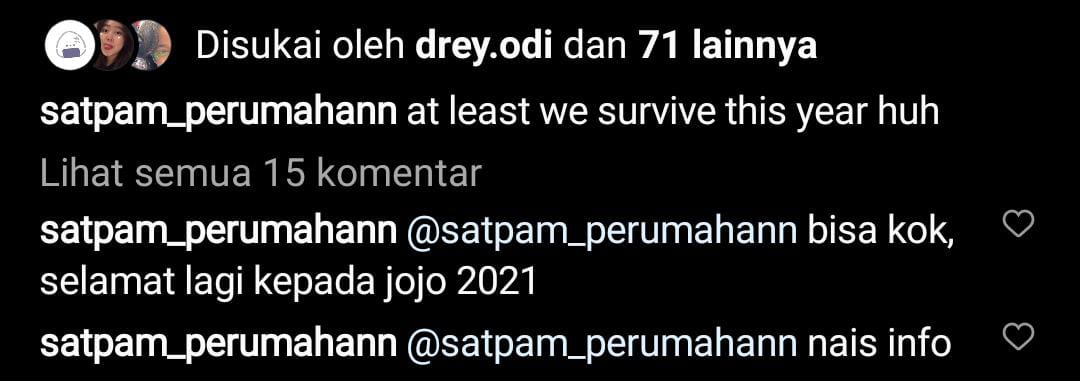 Disukai oleh drey.odi dan 71 lainnya
satpam_perumahann at least we survive this year huh
Lihat semua 15 komentar
satpam_perumahann @satpam_perumahann bisa kok,
selamat lagi kepada jojo 2021
satpam_perumahann @satpam_perumahann nais info